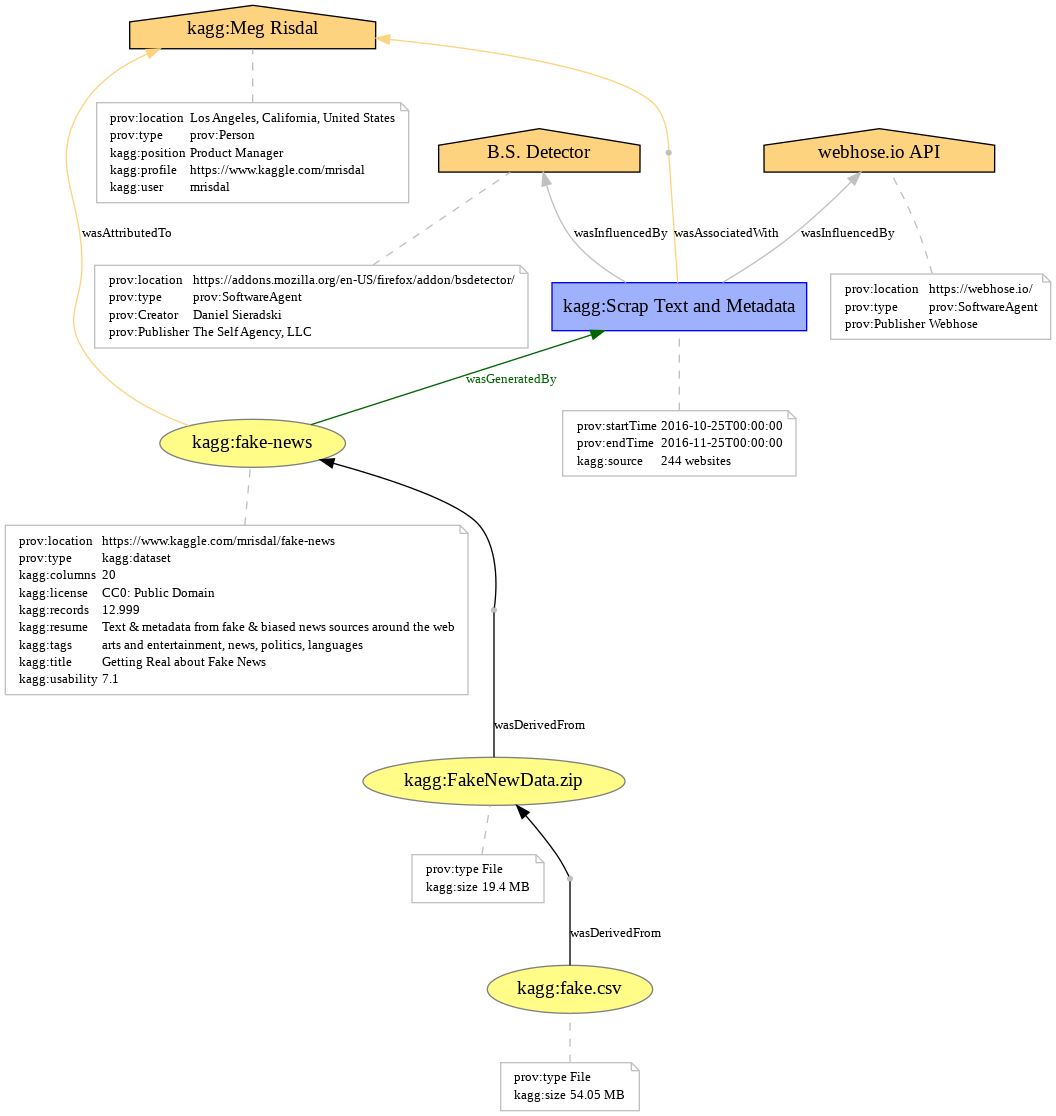 kagg:Meg Risdal
prov:location Los Angeles, California, United States
prov:type prov:Person
kagg:position Product Manager
kagg:profile https://www.kaggle.com/mrisdal
kagg:user mrisdal
B.S. Detector
webhose.io API
wasAttributedTo
wasInfluencedBy
wasAssociatedWith
wasInfluencedBy
prov:location https://addons.mozilla.org/en-US/firefox/addon/bsdetector/
prov:type prov:SoftwareAgent
prov:Creator Daniel Sieradski
prov:Publisher The Self Agency, LLC
kagg:Scrap Text and Metadata
prov:location https://webhose.io/
prov:type prov:SoftwareAgent
prov:Publisher Webhose
wasGeneratedBy
kagg:fake-news
prov:startTime 2016-10-25T00:00:00
prov:endTime 2016-11-25T00:00:00
kagg:source 244 websites
prov:location https://www.kaggle.com/mrisdal/fake-news
prov:type kagg:dataset
kagg:columns 20
kagg:license CC0: Public Domain
kagg:records 12.999
kagg:resume Text & metadata from fake & biased news sources around the web
kagg:tags arts and entertainment, news, politics, languages
kagg:title Getting Real about Fake News
kagg:usability 7.1
wasDerivedFrom
kagg:FakeNewData.zip
prov:type File
kagg:size 19.4 MB
wasDerivedFrom
kagg:fake.csv
prov:type File
kagg:size 54.05 MB